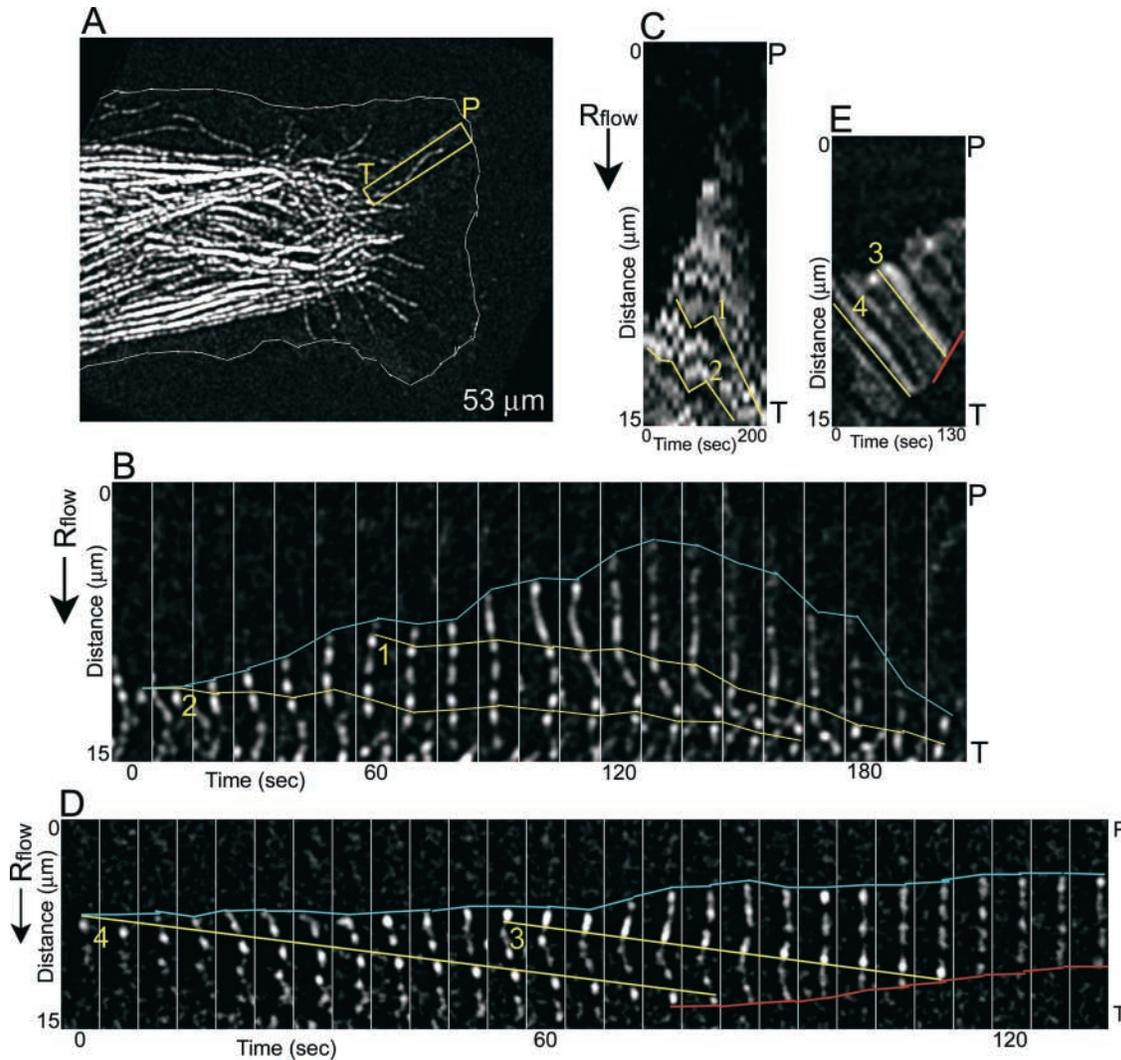 A
P
T
53 µm
C
0
P
Rflow
Distance (µm)
1
2
15
T
0
Time (sec)
200
E
0
P
Distance (µm)
3
4
15
T
0
Time (sec)
130
B
0
P
Rflow
Distance (µm)
1
2
15
T
0
Time (sec)
60
120
180
D
0
Rflow
Distance (µm)
4
3
15
T
0
Time (sec)
60
120